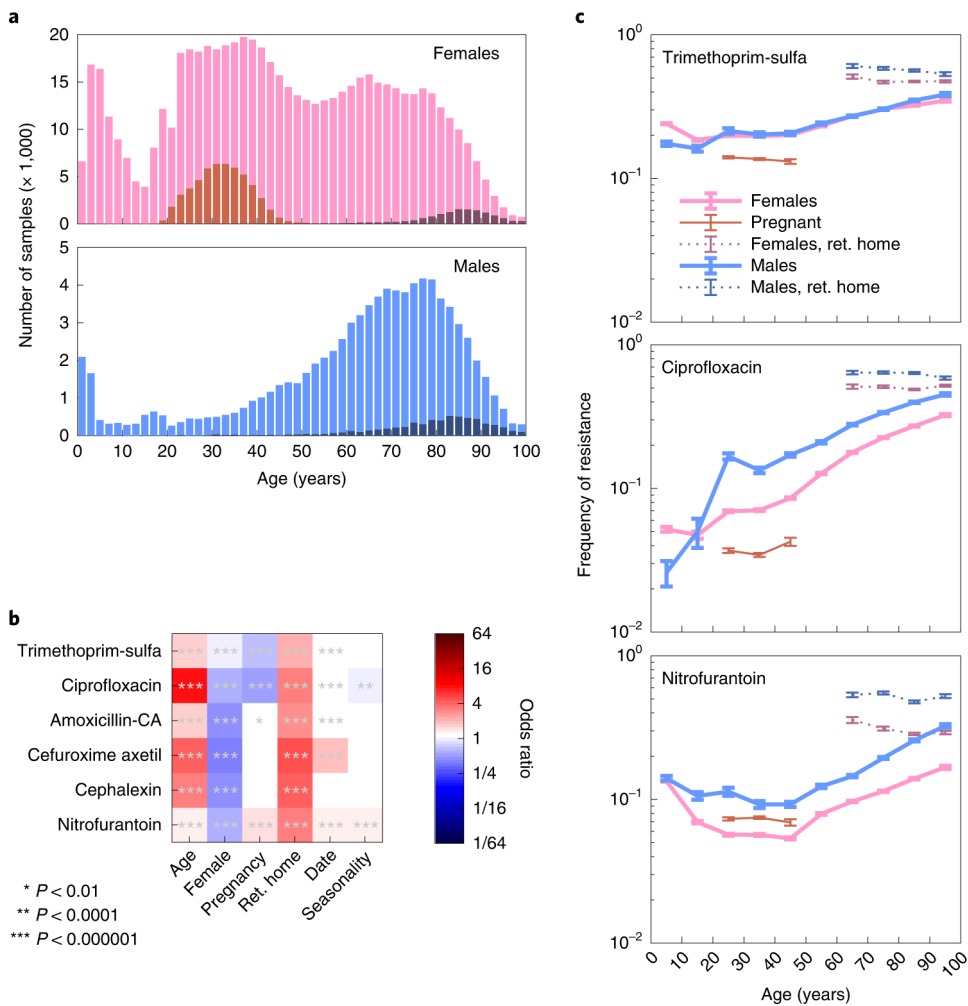 a
20
15
10
5
0
Females
5
4
3
2
1
0
Males
Number of samples (× 1,000)
0 10 20 30 40 50 60 70 80 90 100
Age (years)
b
Trimethoprim-sulfa
Ciprofloxacin
Amoxicillin-CA
Cefuroxime axetil
Cephalexin
Nitrofurantoin
*** *** *** *** ***
*** *** *** *** *** **
*** *** * *** ***
*** *** *** ***
*** *** ***
*** *** *** *** *** ***
Age
Female
Pregnancy
Ret. home
Date
Seasonality
64
16
4
1
1/4
1/16
1/64
Odds ratio
* P < 0.01
** P < 0.0001
*** P < 0.000001
c
10⁰
10⁻¹
10⁻²
Trimethoprim-sulfa
Females
Pregnant
Females, ret. home
Males
Males, ret. home
10⁰
10⁻¹
10⁻²
Ciprofloxacin
Frequency of resistance
10⁰
10⁻¹
10⁻²
Nitrofurantoin
0 10 20 30 40 50 60 70 80 90 100
Age (years)